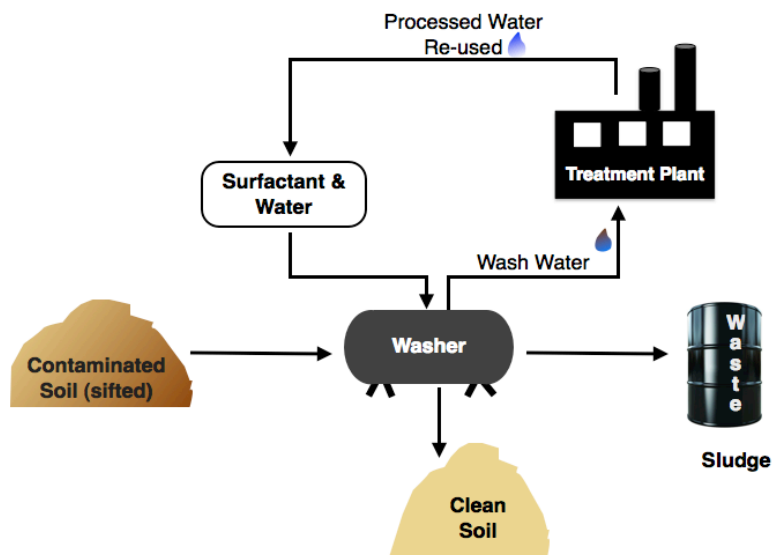 Processed Water
Re-used
Treatment Plant
Surfactant &
Water
Wash Water
Contaminated
Soil (sifted)
Washer
Waste
Sludge
Clean
Soil